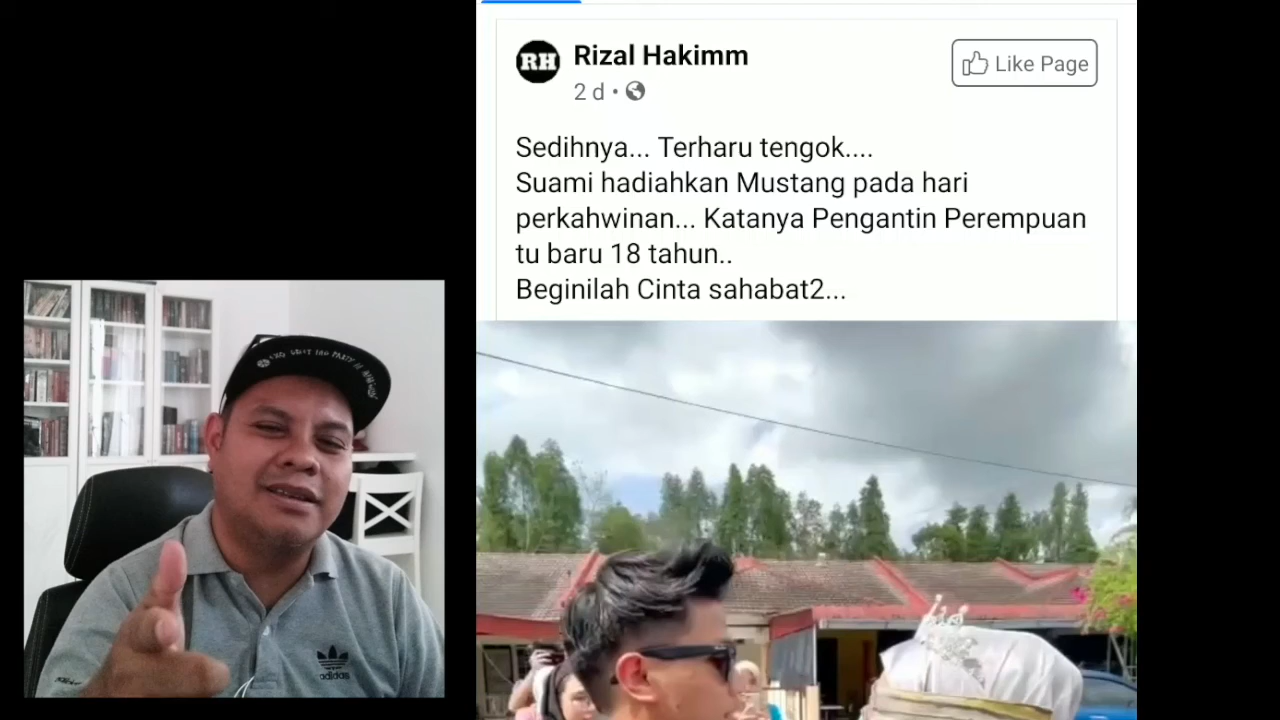 RH
Rizal Hakimm
Like Page
2 d
Sedihnya... Terharu tengok....
Suami hadiahkan Mustang pada hari
perkahwinan... Katanya Pengantin Perempuan
tu baru 18 tahun..
Beginilah Cinta sahabat2...
adidas